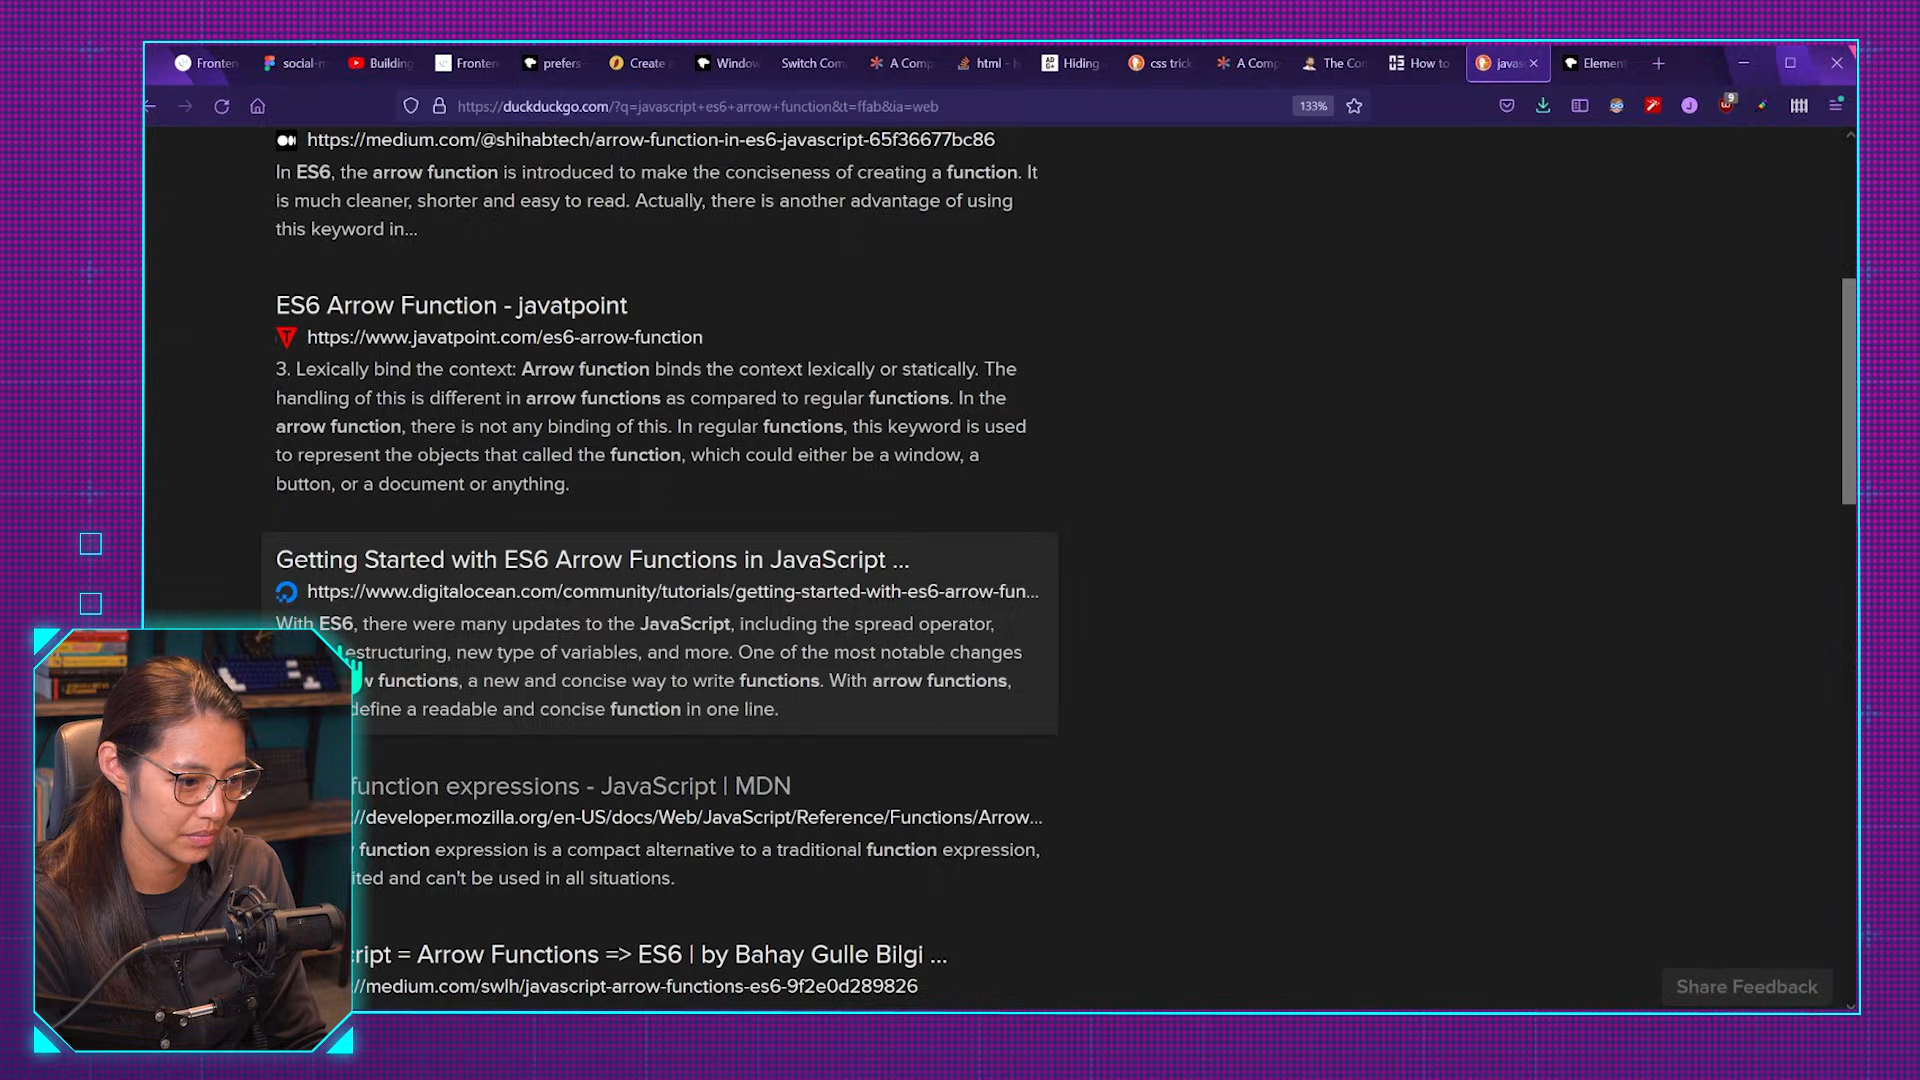 Fronten
social-m
Building
Fronten
prefers-
Create a
Window
Switch Com
A Comp
html - h
Hiding
css trick
A Comp
The Co
How to
javas
Element
https://duckduckgo.com/?q=javascript+es6+arrow+function&t=ffab&ia=web
133%
9
https://medium.com/@shihabtech/arrow-function-in-es6-javascript-65f36677bc86
In ES6, the arrow function is introduced to make the conciseness of creating a function. It
is much cleaner, shorter and easy to read. Actually, there is another advantage of using
this keyword in...
ES6 Arrow Function - javatpoint
https://www.javatpoint.com/es6-arrow-function
3. Lexically bind the context: Arrow function binds the context lexically or statically. The
handling of this is different in arrow functions as compared to regular functions. In the
arrow function, there is not any binding of this. In regular functions, this keyword is used
to represent the objects that called the function, which could either be a window, a
button, or a document or anything.
Getting Started with ES6 Arrow Functions in JavaScript ...
https://www.digitalocean.com/community/tutorials/getting-started-with-es6-arrow-fun...
With ES6, there were many updates to the JavaScript, including the spread operator,
estructuring, new type of variables, and more. One of the most notable changes
w functions, a new and concise way to write functions. With arrow functions,
define a readable and concise function in one line.
function expressions - JavaScript | MDN
//developer.mozilla.org/en-US/docs/Web/JavaScript/Reference/Functions/Arrow...
function expression is a compact alternative to a traditional function expression,
ited and can't be used in all situations.
cript = Arrow Functions => ES6 | by Bahay Gulle Bilgi ...
//medium.com/swlh/javascript-arrow-functions-es6-9f2e0d289826
Share Feedback